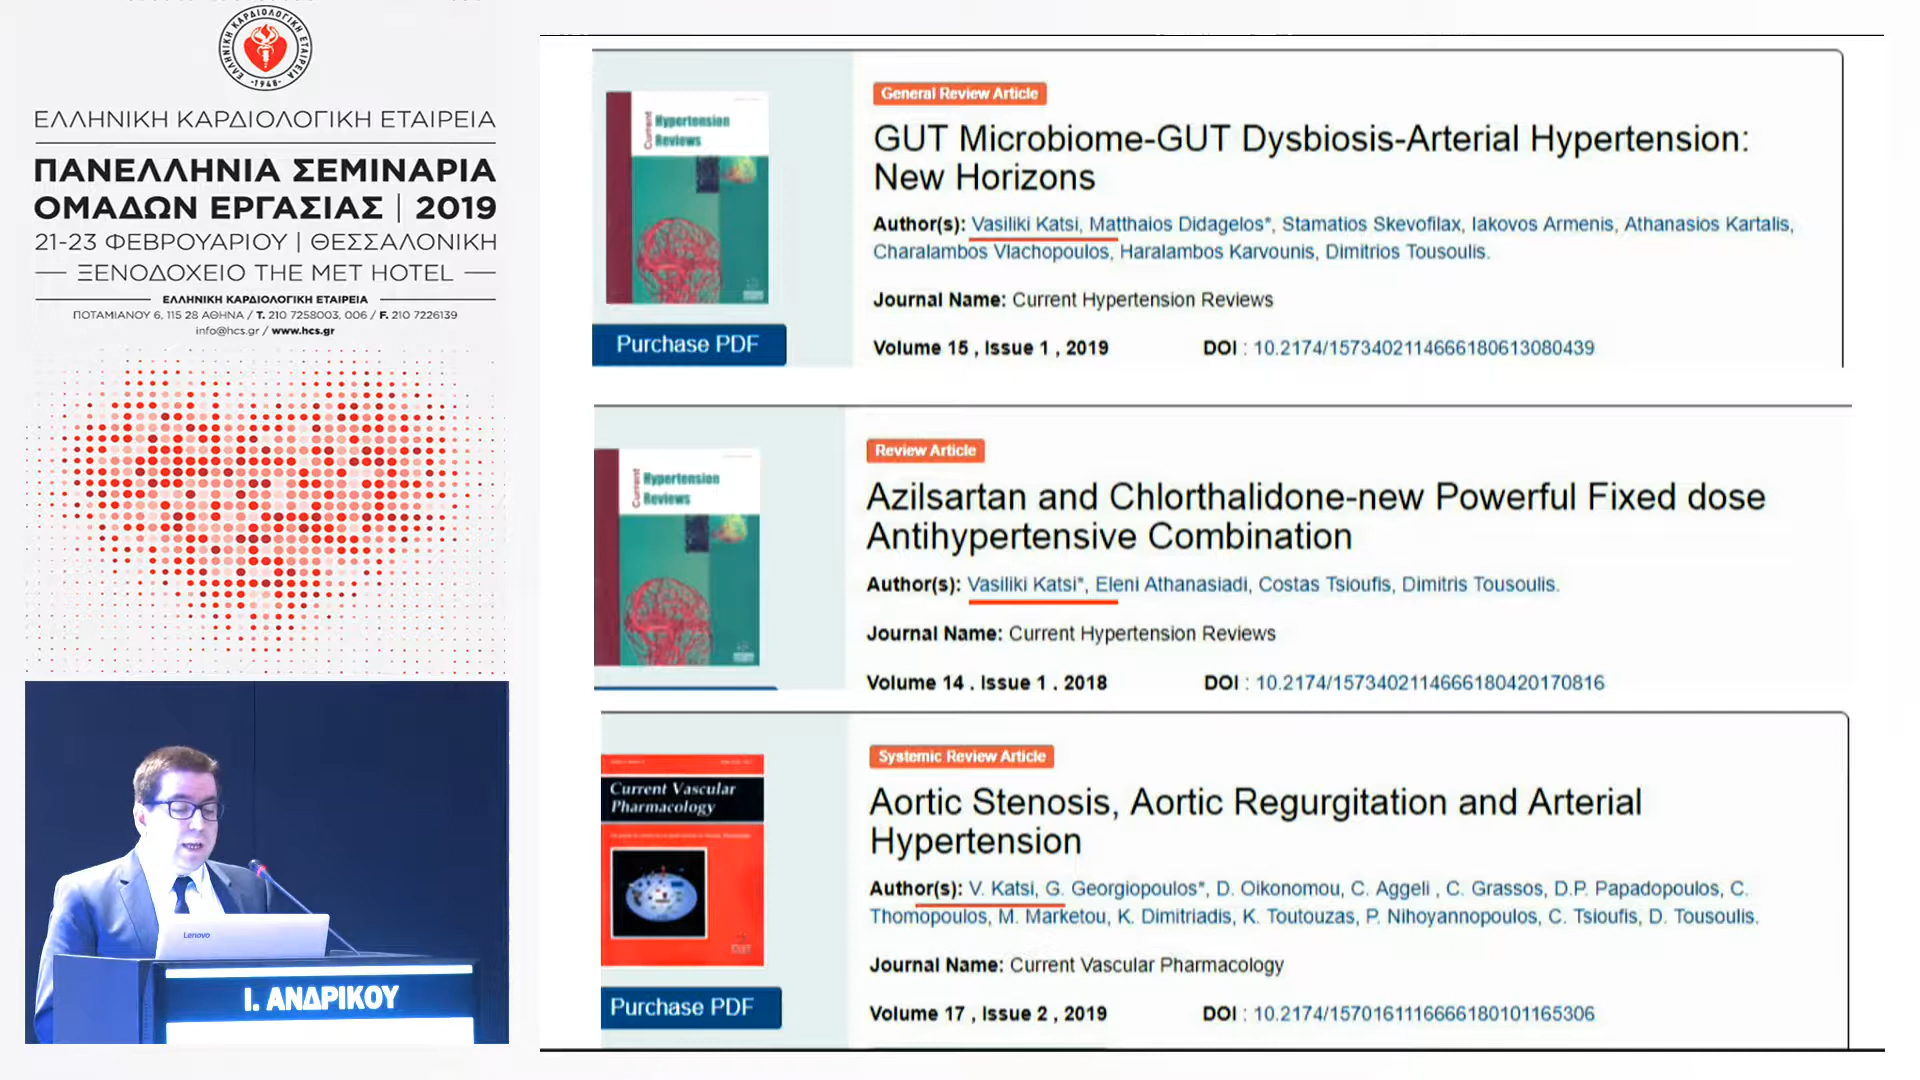 ΕΛΛΗΝΙΚΗ ΚΑΡΔΙΟΛΟΓΙΚΗ ΕΤΑΙΡΕΙΑ
-1948-
ΕΛΛΗΝΙΚΗ ΚΑΡΔΙΟΛΟΓΙΚΗ ΕΤΑΙΡΕΙΑ
ΠΑΝΕΛΛΗΝΙΑ ΣΕΜΙΝΑΡΙΑ
ΟΜΑΔΩΝ ΕΡΓΑΣΙΑΣ | 2019
21-23 ΦΕΒΡΟΥΑΡΙΟΥ | ΘΕΣΣΑΛΟΝΙΚΗ
ΞΕΝΟΔΟΧΕΙΟ THE MET HOTEL
ΕΛΛΗΝΙΚΗ ΚΑΡΔΙΟΛΟΓΙΚΗ ΕΤΑΙΡΕΙΑ
ΠΟΤΑΜΙΑΝΟΥ 6, 115 28 ΑΘΗΝΑ / T. 210 7258003, 006 / F. 210 7226139
info@hcs.gr / www.hcs.gr
Lenovo
Ι. ΑΝΔΡΙΚΟΥ
Current
Hypertension
Reviews
Purchase PDF
General Review Article
GUT Microbiome-GUT Dysbiosis-Arterial Hypertension:
New Horizons
Author(s): Vasiliki Katsi, Matthaios Didagelos*, Stamatios Skevofilax, Iakovos Armenis, Athanasios Kartalis,
Charalambos Vlachopoulos, Haralambos Karvounis, Dimitrios Tousoulis.
Journal Name: Current Hypertension Reviews
Volume 15 , Issue 1 , 2019 DOI : 10.2174/1573402114666180613080439
Current
Hypertension
Reviews
Review Article
Azilsartan and Chlorthalidone-new Powerful Fixed dose
Antihypertensive Combination
Author(s): Vasiliki Katsi*, Eleni Athanasiadi, Costas Tsioufis, Dimitris Tousoulis.
Journal Name: Current Hypertension Reviews
Volume 14 , Issue 1 , 2018 DOI : 10.2174/1573402114666180420170816
Current Vascular
Pharmacology
Purchase PDF
Systemic Review Article
Aortic Stenosis, Aortic Regurgitation and Arterial
Hypertension
Author(s): V. Katsi, G. Georgiopoulos*, D. Oikonomou, C. Aggeli , C. Grassos, D.P. Papadopoulos, C.
Thomopoulos, M. Marketou, K. Dimitriadis, K. Toutouzas, P. Nihoyannopoulos, C. Tsioufis, D. Tousoulis.
Journal Name: Current Vascular Pharmacology
Volume 17 , Issue 2 , 2019 DOI : 10.2174/1570161116666180101165306